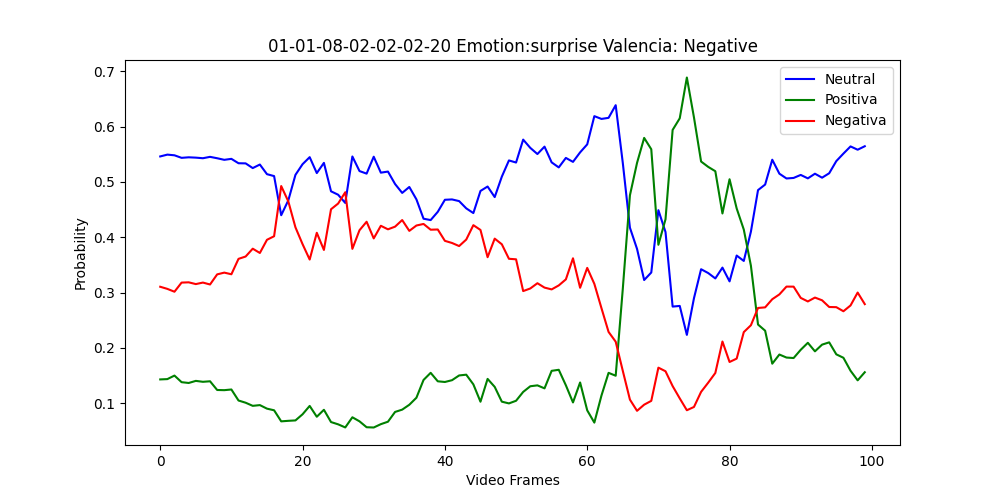 01-01-08-02-02-02-20 Emotion:surprise Valencia: Negative
Neutral
Positiva
Negativa
Probability
0.7
0.6
0.5
0.4
0.3
0.2
0.1
0 20 40 60 80 100
Video Frames